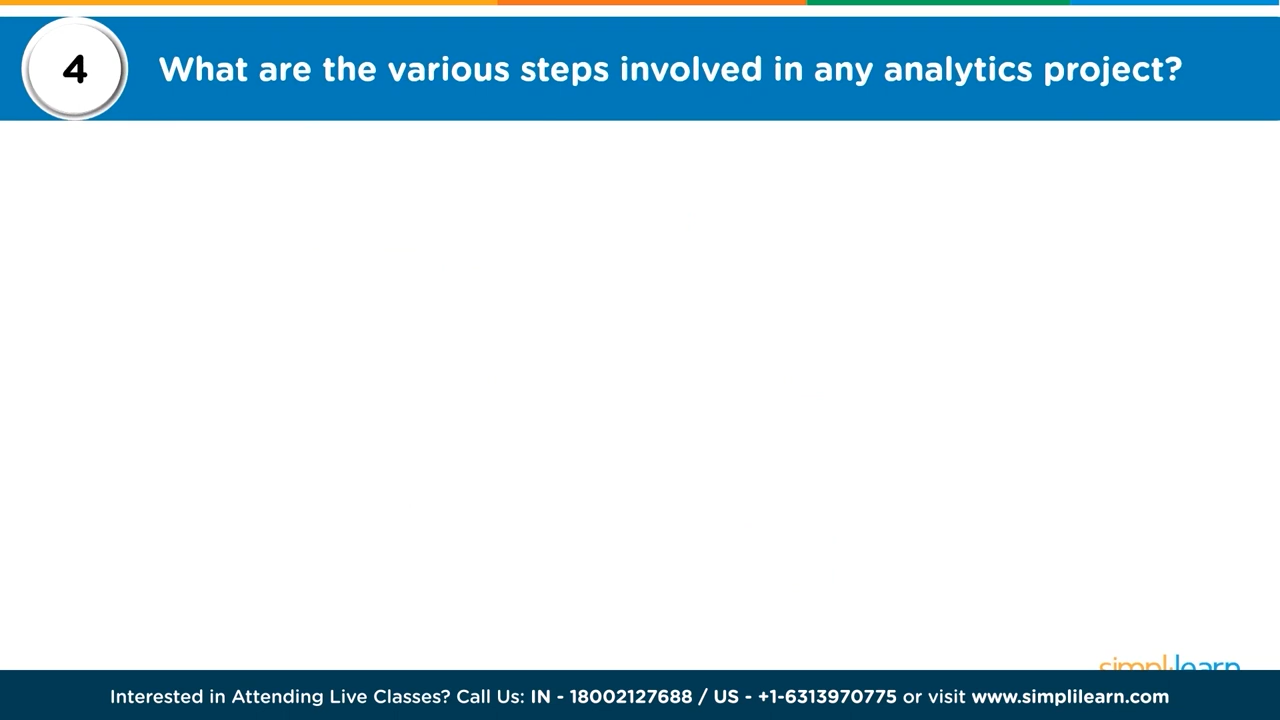 4
What are the various steps involved in any analytics project?
simplilearn
Interested in Attending Live Classes? Call Us: IN - 18002127688 / US - +1-6313970775 or visit www.simplilearn.com